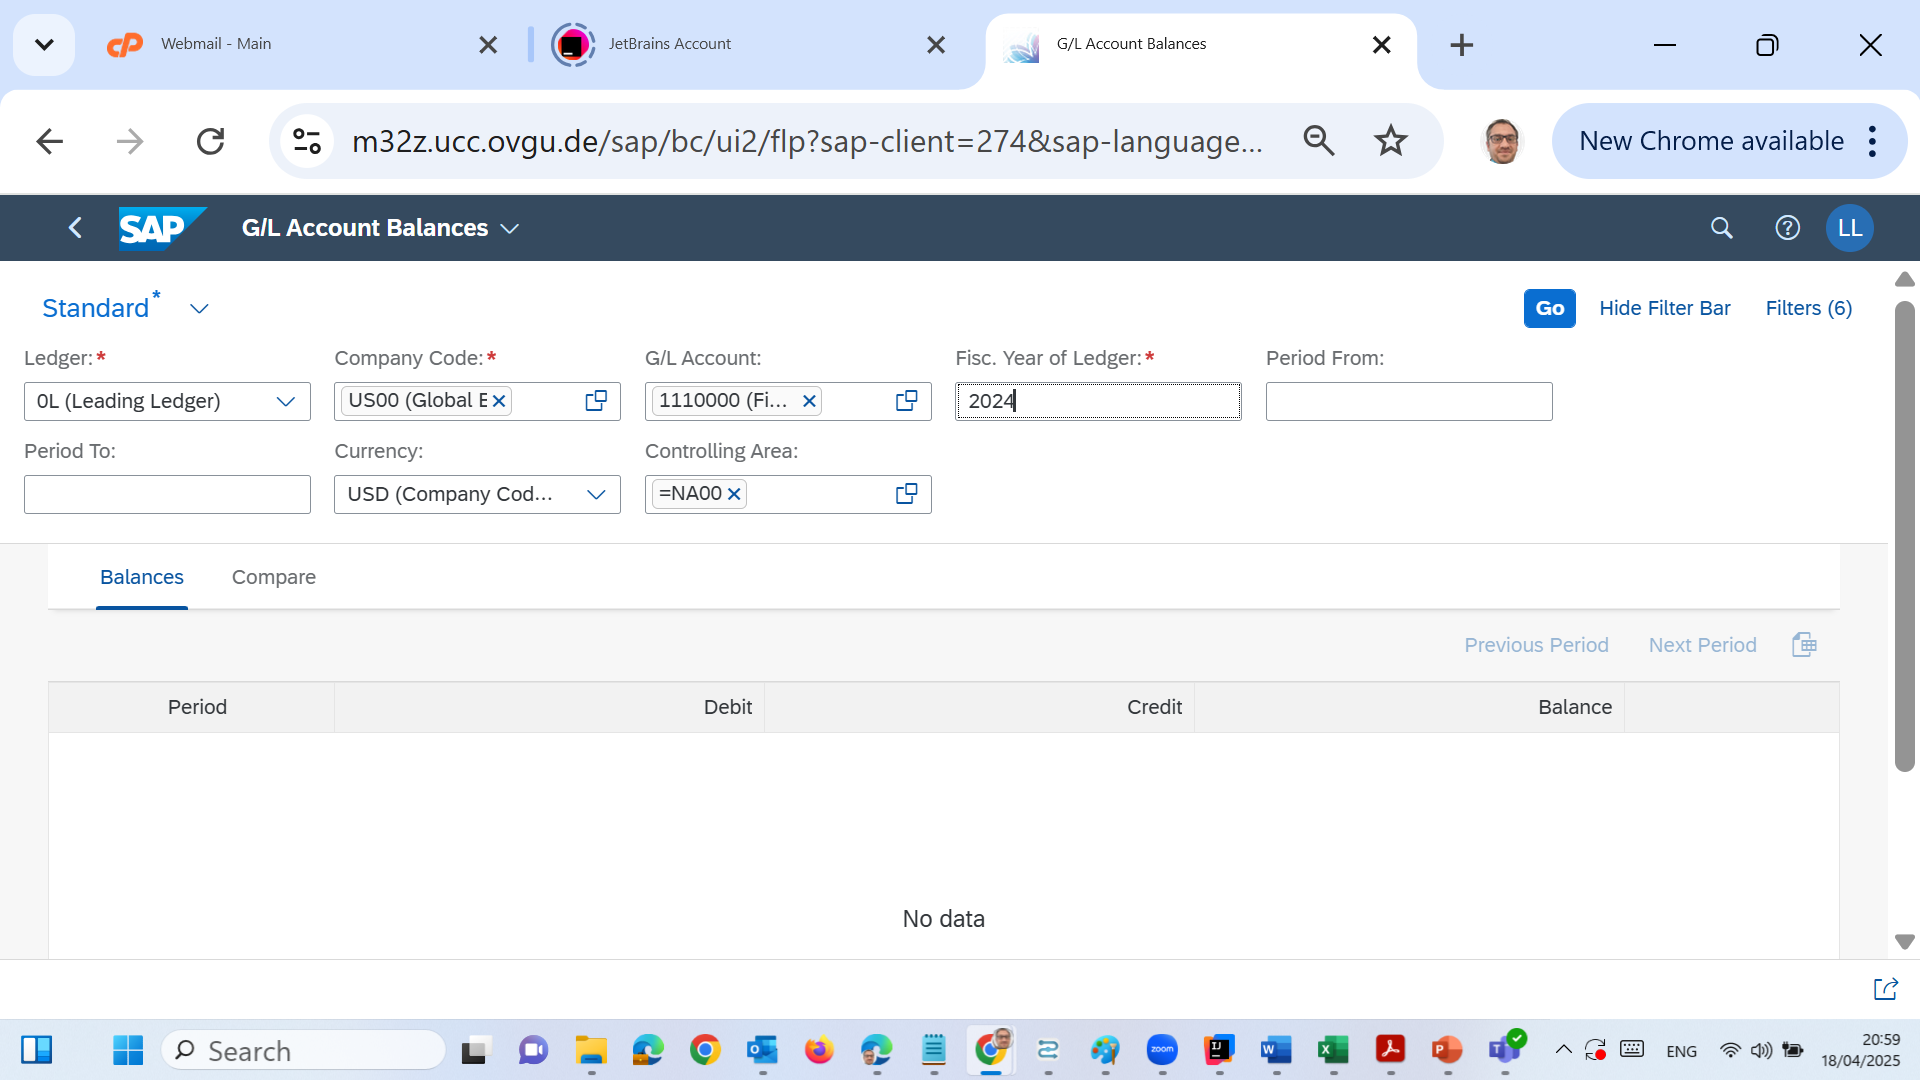 Webmail - Main
JetBrains Account
G/L Account Balances
m32z.ucc.ovgu.de/sap/bc/ui2/flp?sap-client=274&sap-language...
New Chrome available
SAP
G/L Account Balances
LL
Standard*
Go
Hide Filter Bar
Filters (6)
Ledger:*
Company Code:*
G/L Account:
Fisc. Year of Ledger:*
Period From:
0L (Leading Ledger)
US00 (Global E
1110000 (Fi...
2024
Period To:
Currency:
Controlling Area:
USD (Company Cod...
=NA00
Balances
Compare
Previous Period
Next Period
Period
Debit
Credit
Balance
No data
Search
zoom
ENG
20:59
18/04/2025